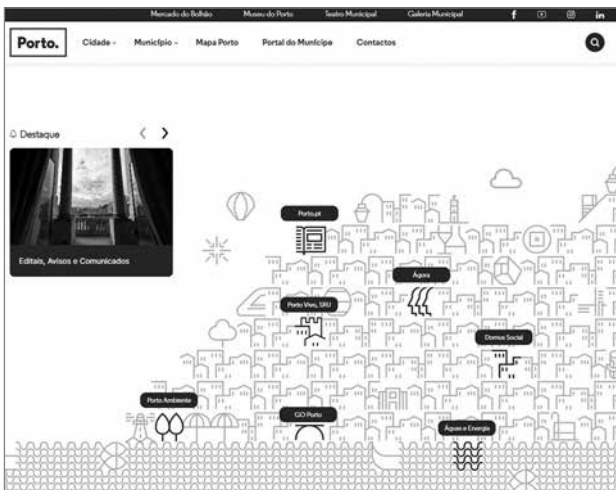 Mercado do Bolhão Museu do Porto Teatro Municipal Galeria Municipal f in
Porto. Cidade Município Mapa Porto Portal do Munícipe Contactos
Destaque
Editais, Avisos e Comunicados
Porto.pt
Ágora
Porto Vivo, SRU
Domus Social
Porto Ambiente
GO Porto
Águas e Energia